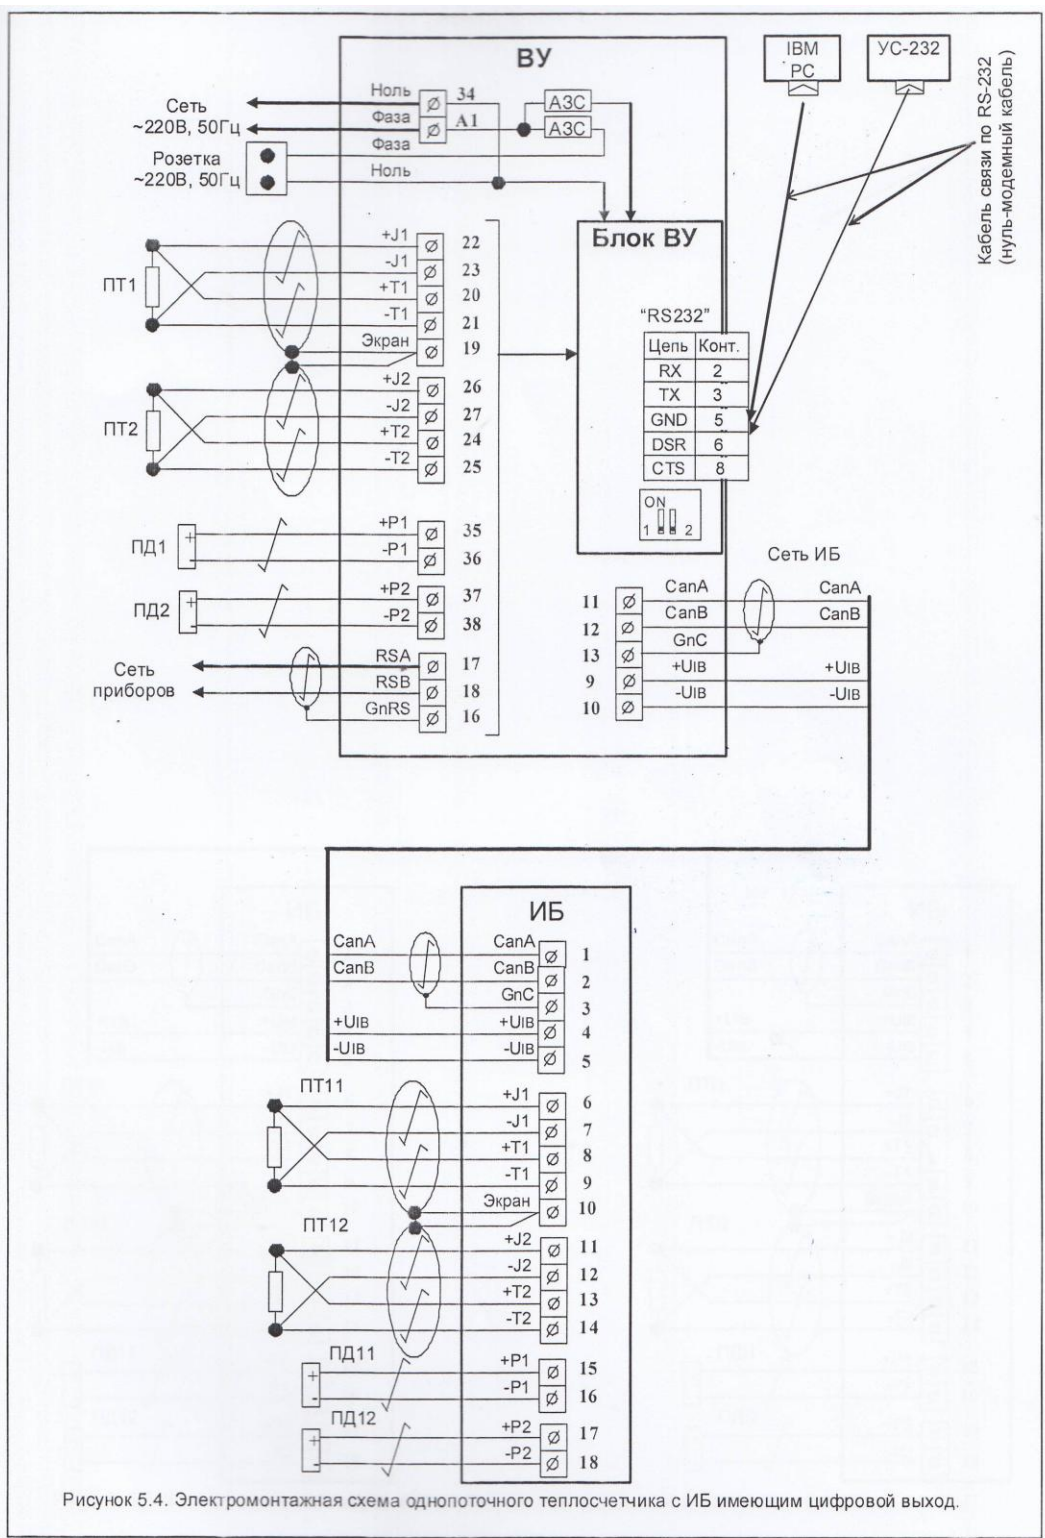 ВУ
IBM
PC
УС-232
Кабель связи по RS-232
(нуль-модемный кабель)
Сеть
~220В, 50Гц
Ноль
34
АЗС
Фаза
А1
АЗС
Розетка
~220В, 50Гц
Фаза
Ноль
Блок ВУ
ПТ1
+J1
22
-J1
23
+T1
20
-T1
21
Экран
19
ПТ2
+J2
26
-J2
27
+T2
24
-T2
25
"RS232"
Цепь Конт.
RX 2
TX 3
GND 5
DSR 6
CTS 8
ON
1 2
ПД1
+
-
+P1
35
-P1
36
ПД2
+
-
+P2
37
-P2
38
Сеть
приборов
RSA
17
RSB
18
GnRS
16
Сеть ИБ
11
CanA
CanA
12
CanB
CanB
13
GnC
9
+UIB
+UIB
10
-UIB
-UIB
ИБ
CanA
CanA
1
CanB
CanB
2
GnC
3
+UIB
+UIB
4
-UIB
-UIB
5
ПТ11
+J1
6
-J1
7
+T1
8
-T1
9
Экран
10
ПТ12
+J2
11
-J2
12
+T2
13
-T2
14
ПД11
+
-
+P1
15
-P1
16
ПД12
+
-
+P2
17
-P2
18
Рисунок 5.4. Электромонтажная схема однопоточного теплосчетчика с ИБ имеющим цифровой выход.